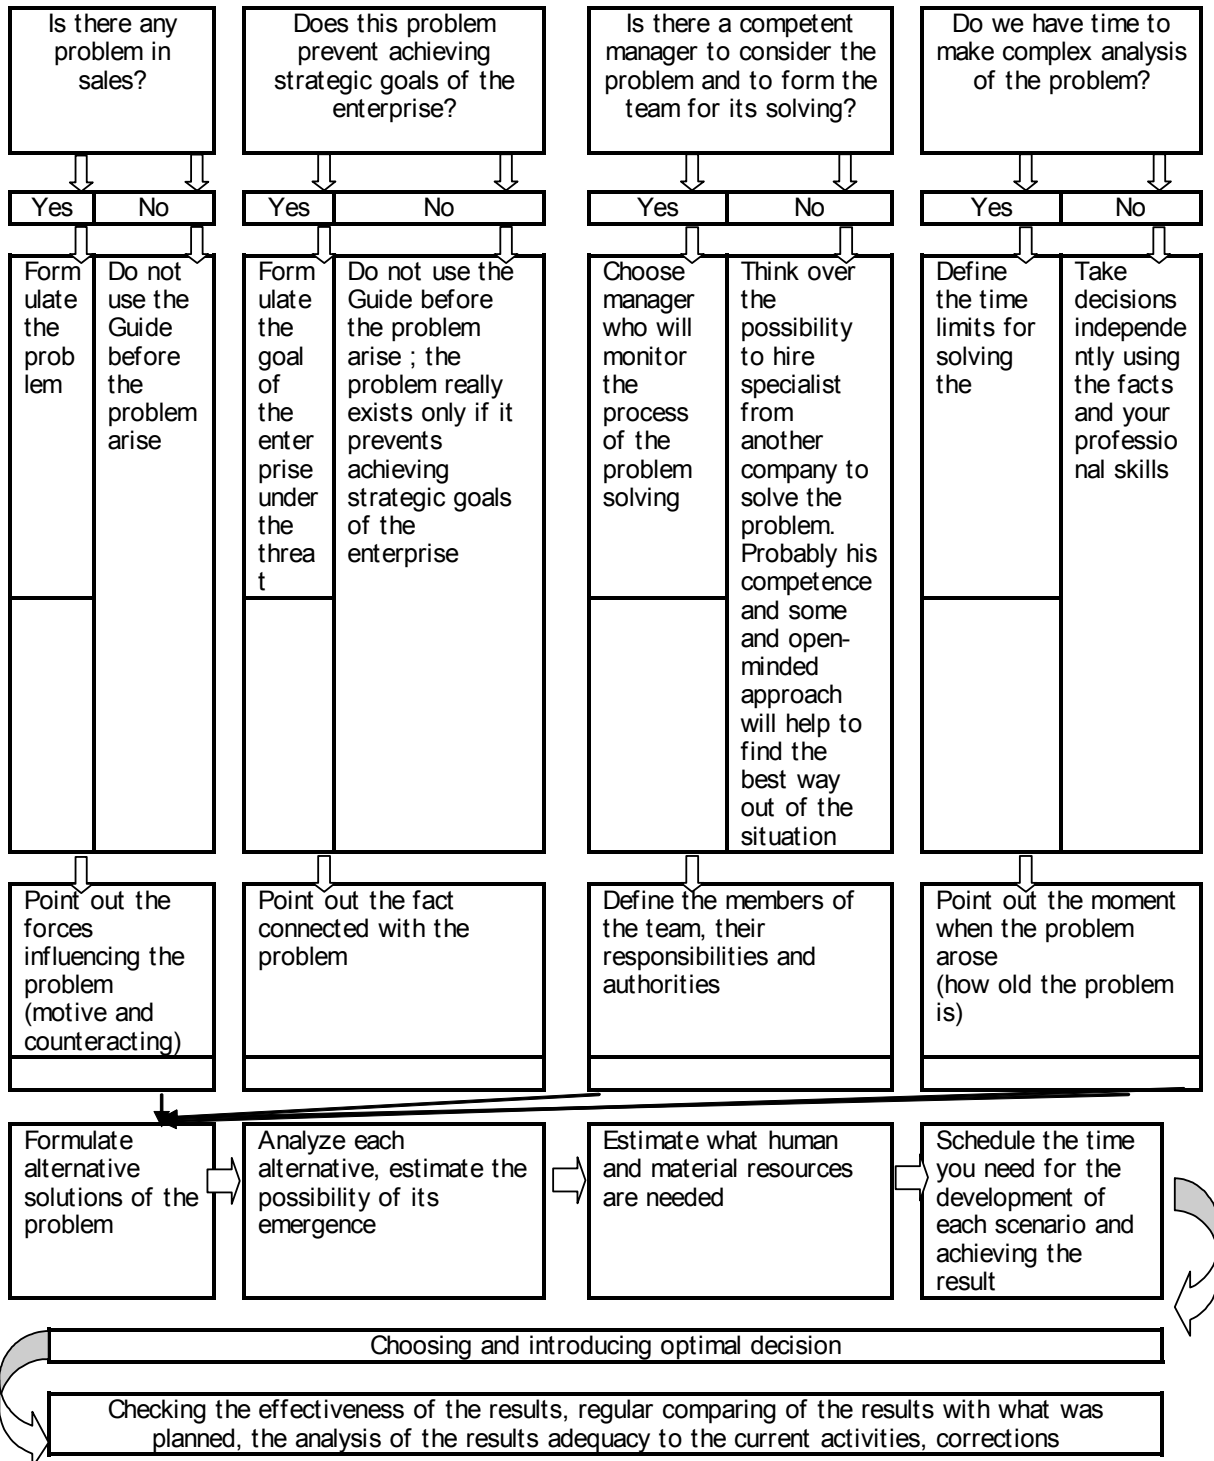 Is there any
problem in
sales?
Does this problem
prevent achieving
strategic goals of the
enterprise?
Is there a competent
manager to consider the
problem and to form the
team for its solving?
Do we have time to
make complex analysis
of the problem?
Yes
No
Yes
No
Yes
No
Yes
No
Form
ulate
the
prob
lem
Do not
use the
Guide
before
the
problem
arise
Form
ulate
the
goal
of
the
enter
prise
under
the
threa
t
Do not use the
Guide before
the problem
arise ; the
problem really
exists only if it
prevents
achieving
strategic goals
of the
enterprise
Choose
manager
who will
monitor
the
process
of the
problem
solving
Think over
the
possibility
to hire
specialist
from
another
company to
solve the
problem.
Probably his
competence
and some
and open-
minded
approach
will help to
find the
best way
out of the
situation
Define
the time
limits for
solving
the
Take
decisions
independe
ntly using
the facts
and your
professio
nal skills
Point out the
forces
influencing the
problem
(motive and
counteracting)
Point out the fact
connected with the
problem
Define the members of
the team, their
responsibilities and
authorities
Point out the moment
when the problem
arose
(how old the problem
is)
Formulate
alternative
solutions of the
problem
Analyze each
alternative, estimate the
possibility of its
emergence
Estimate what human
and material resources
are needed
Schedule the time
you need for the
development of
each scenario and
achieving the
result
Choosing and introducing optimal decision
Checking the effectiveness of the results, regular comparing of the results with what was
planned, the analysis of the results adequacy to the current activities, corrections